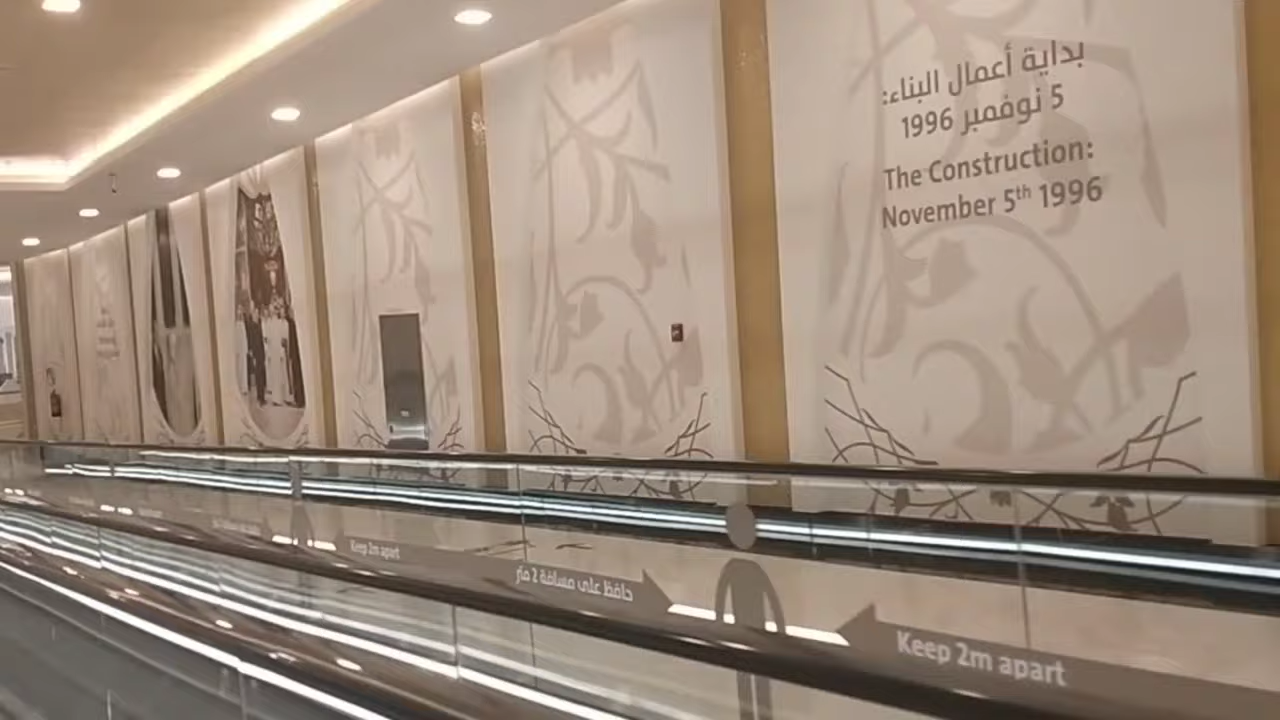 بداية أعمال البناء:
5 نوفمبر 1996
The Construction:
November 5th 1996
Keep 2m apart
حافظ على مسافة 2 متر
Keep 2m apart